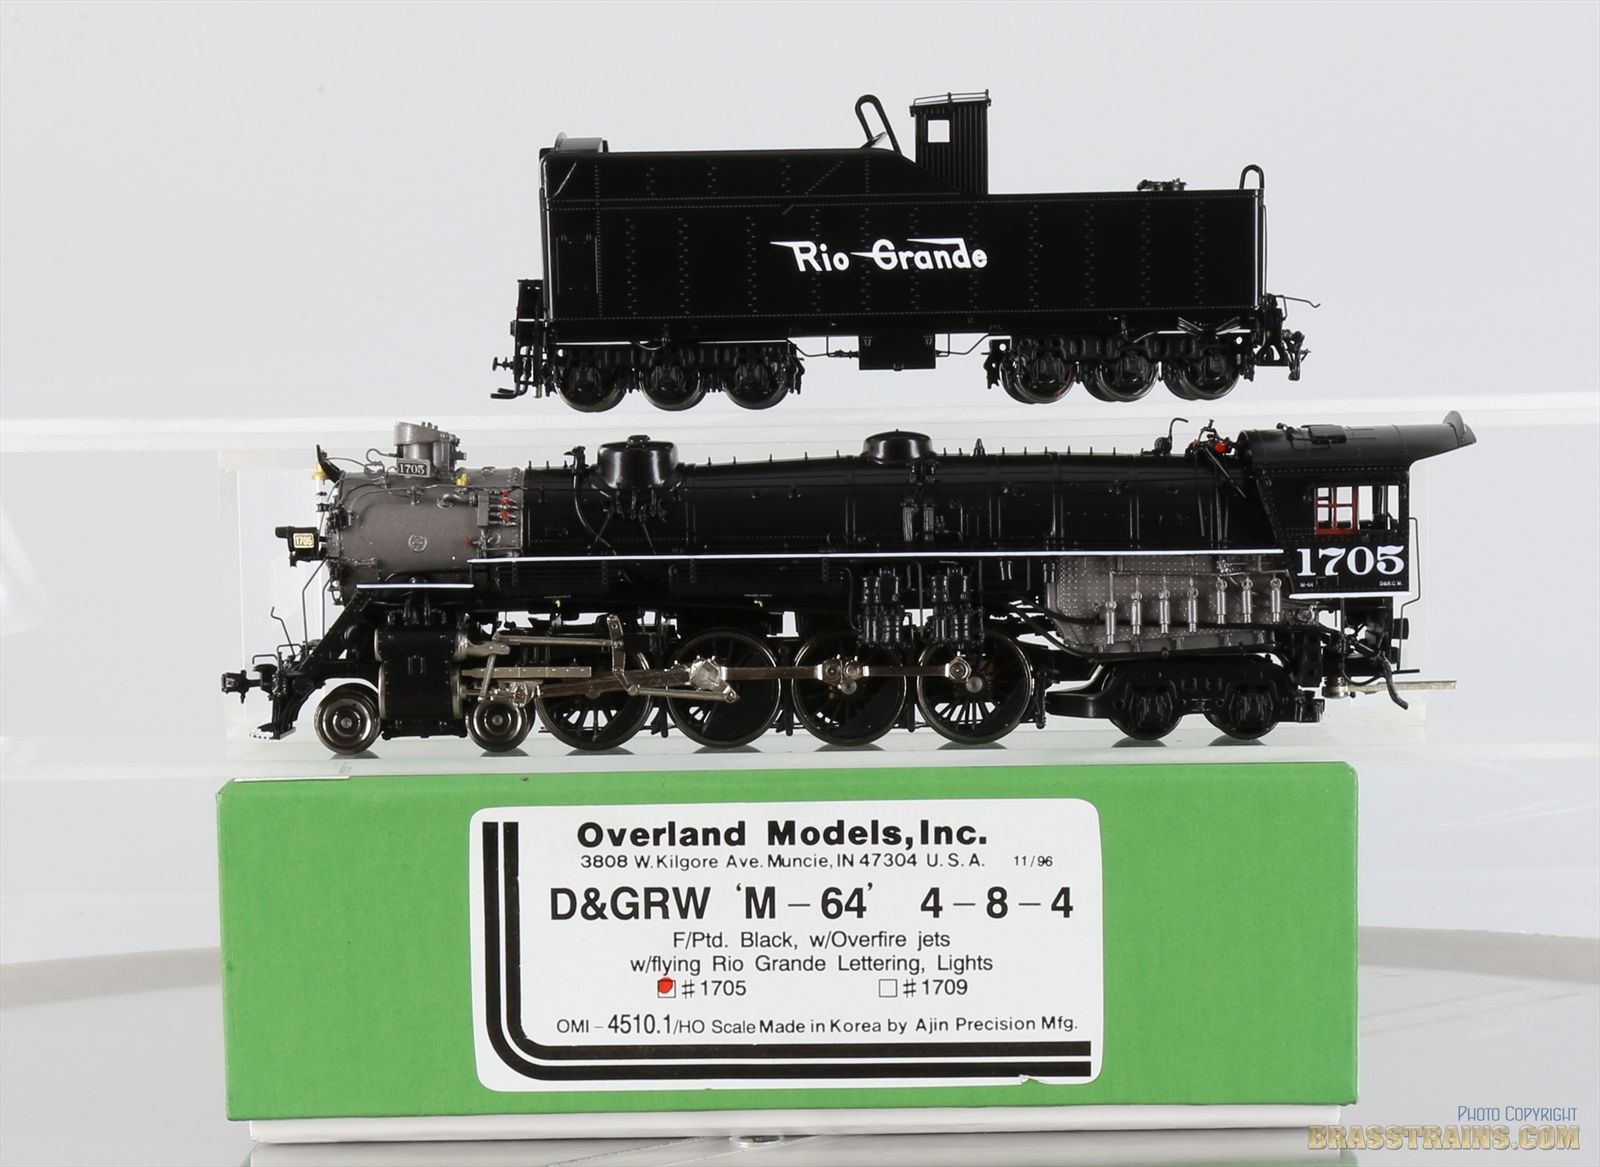 Rio Grande
1705
1705
1705
M-64 D&R.G.W.
Overland Models, Inc.
3808 W. Kilgore Ave. Muncie, IN 47304 U.S.A. 11/96
D&GRW 'M-64' 4-8-4
F/Ptd. Black, w/Overfire jets
w/flying Rio Grande Lettering, Lights
#1705 #1709
OMI-4510.1/HO Scale Made in Korea by Ajin Precision Mfg.
Photo Copyright
BRASSTRAINS.COM